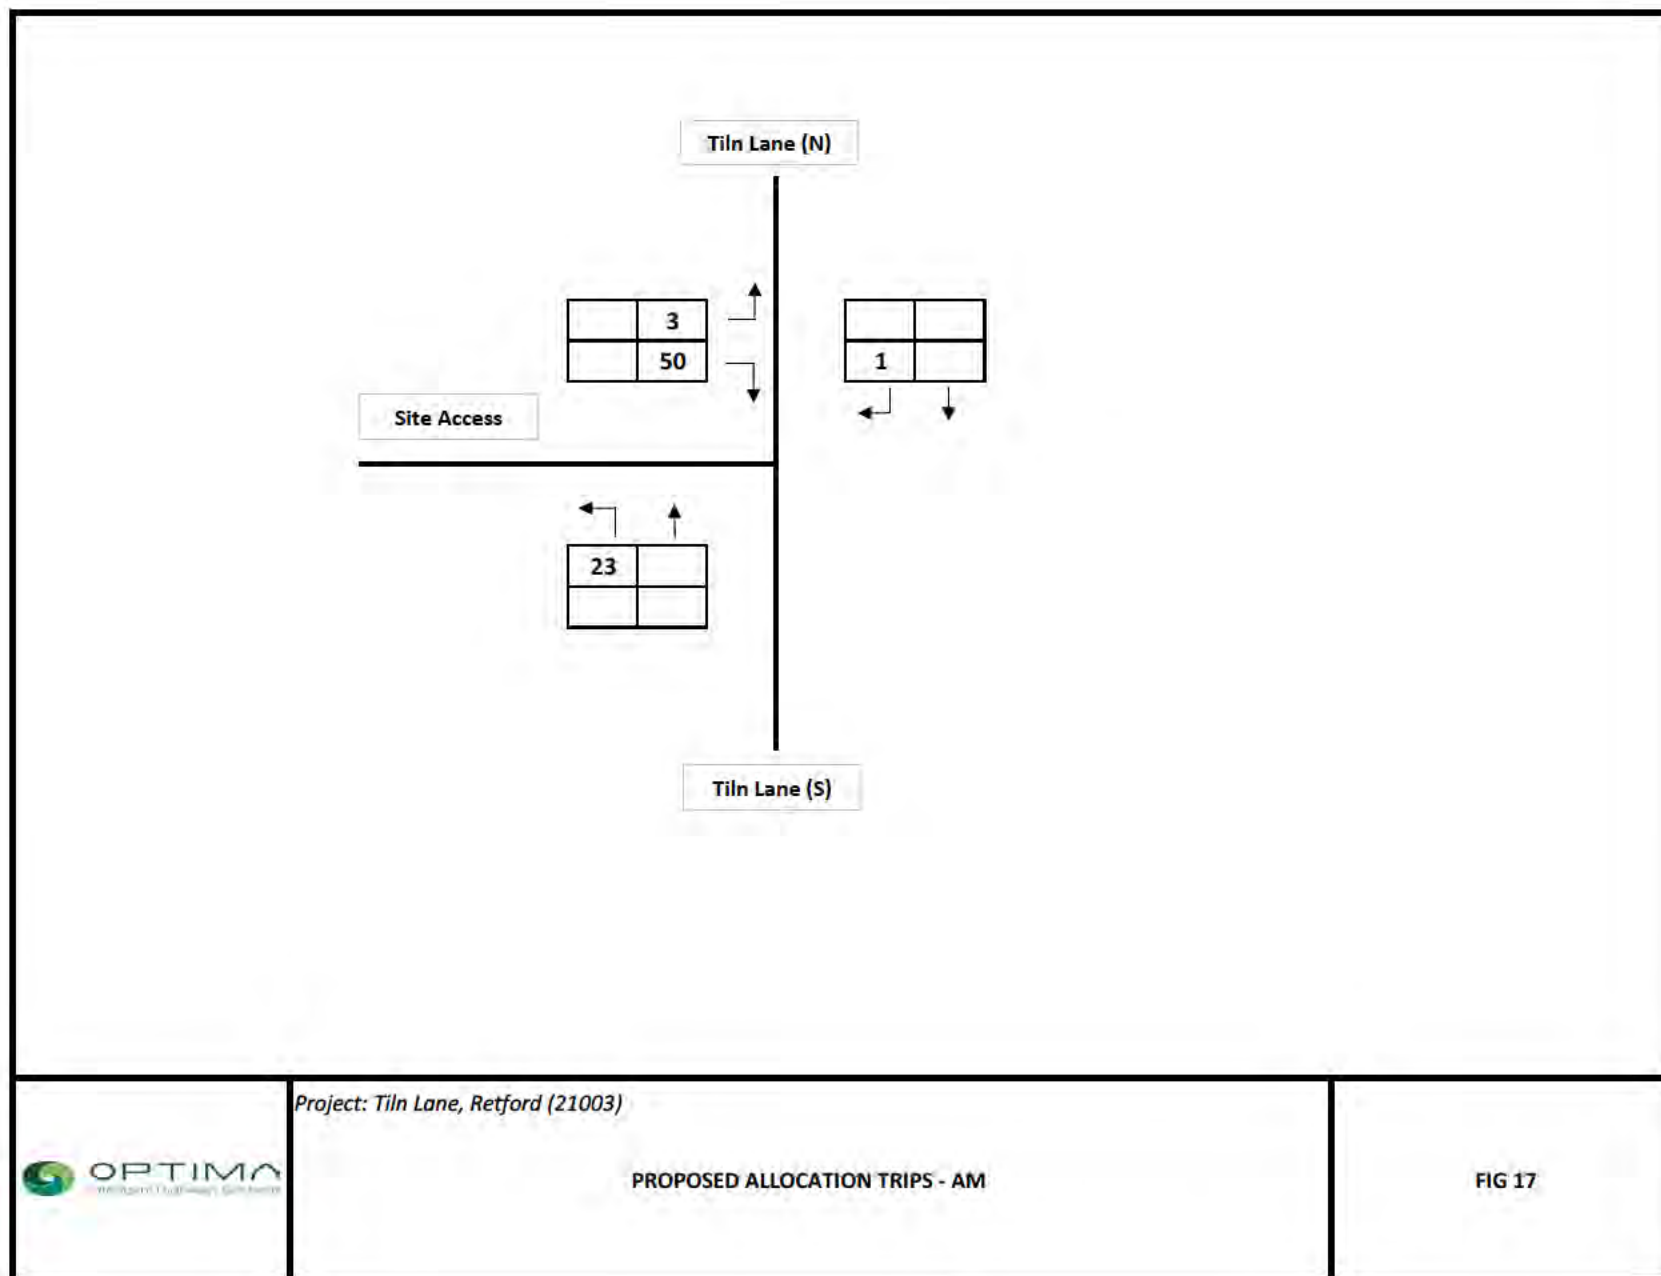 Tiln Lane (N)
3
50
1
Site Access
23
Tiln Lane (S)
Project: Tiln Lane, Retford (21003)
OPTIMA
PROPOSED ALLOCATION TRIPS - AM
FIG 17